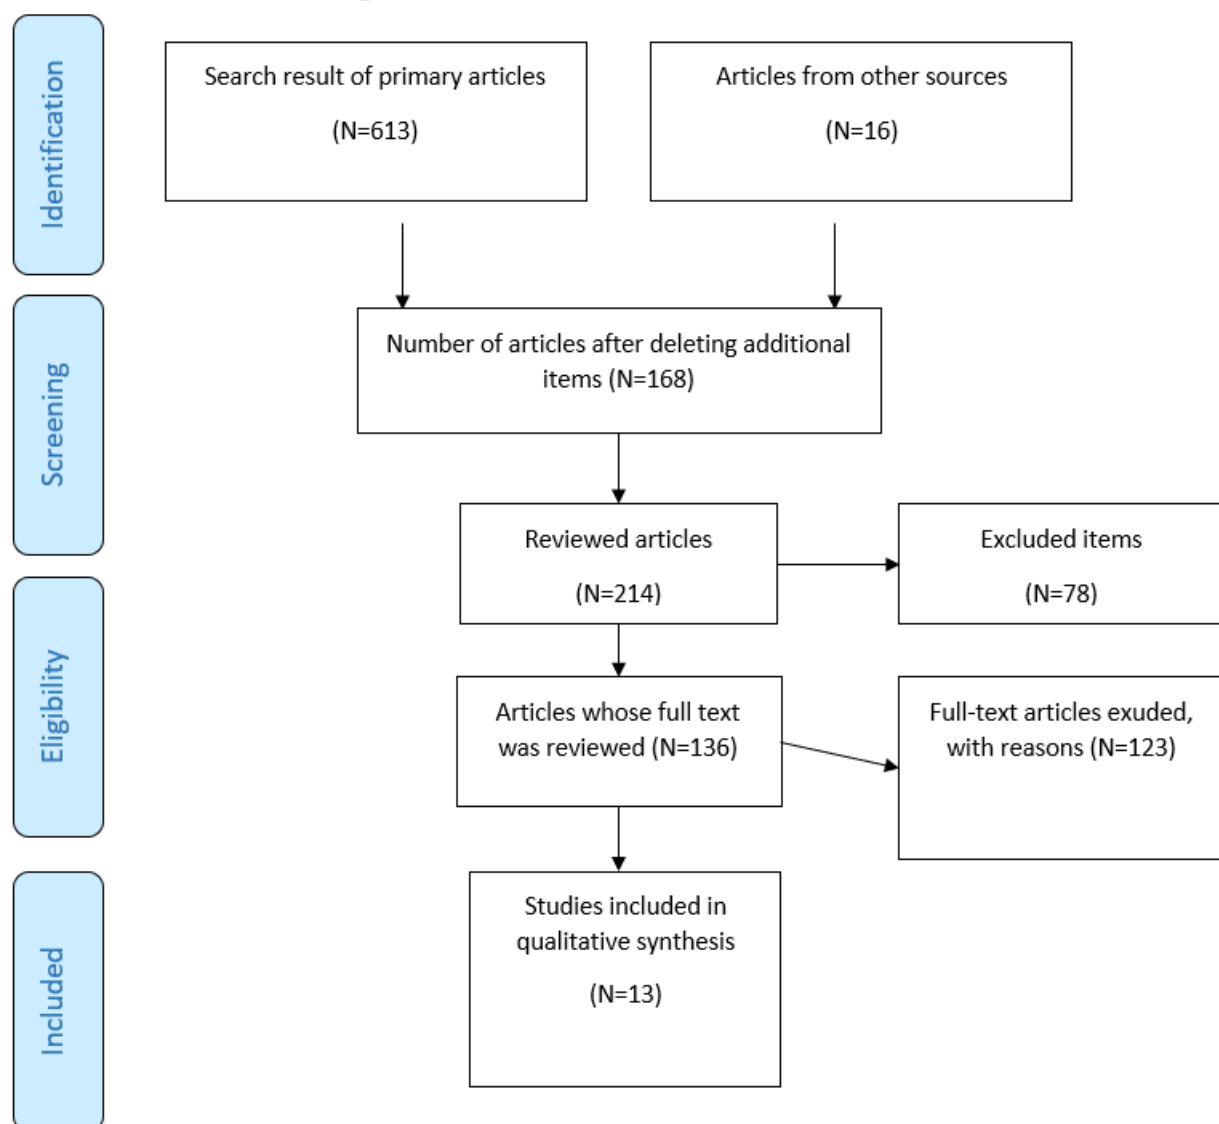 Identification
Search result of primary articles
(N=613)
Articles from other sources
(N=16)
Screening
Number of articles after deleting additional
items (N=168)
Reviewed articles
(N=214)
Excluded items
(N=78)
Eligibility
Articles whose full text
was reviewed (N=136)
Full-text articles exuded,
with reasons (N=123)
Included
Studies included in
qualitative synthesis
(N=13)